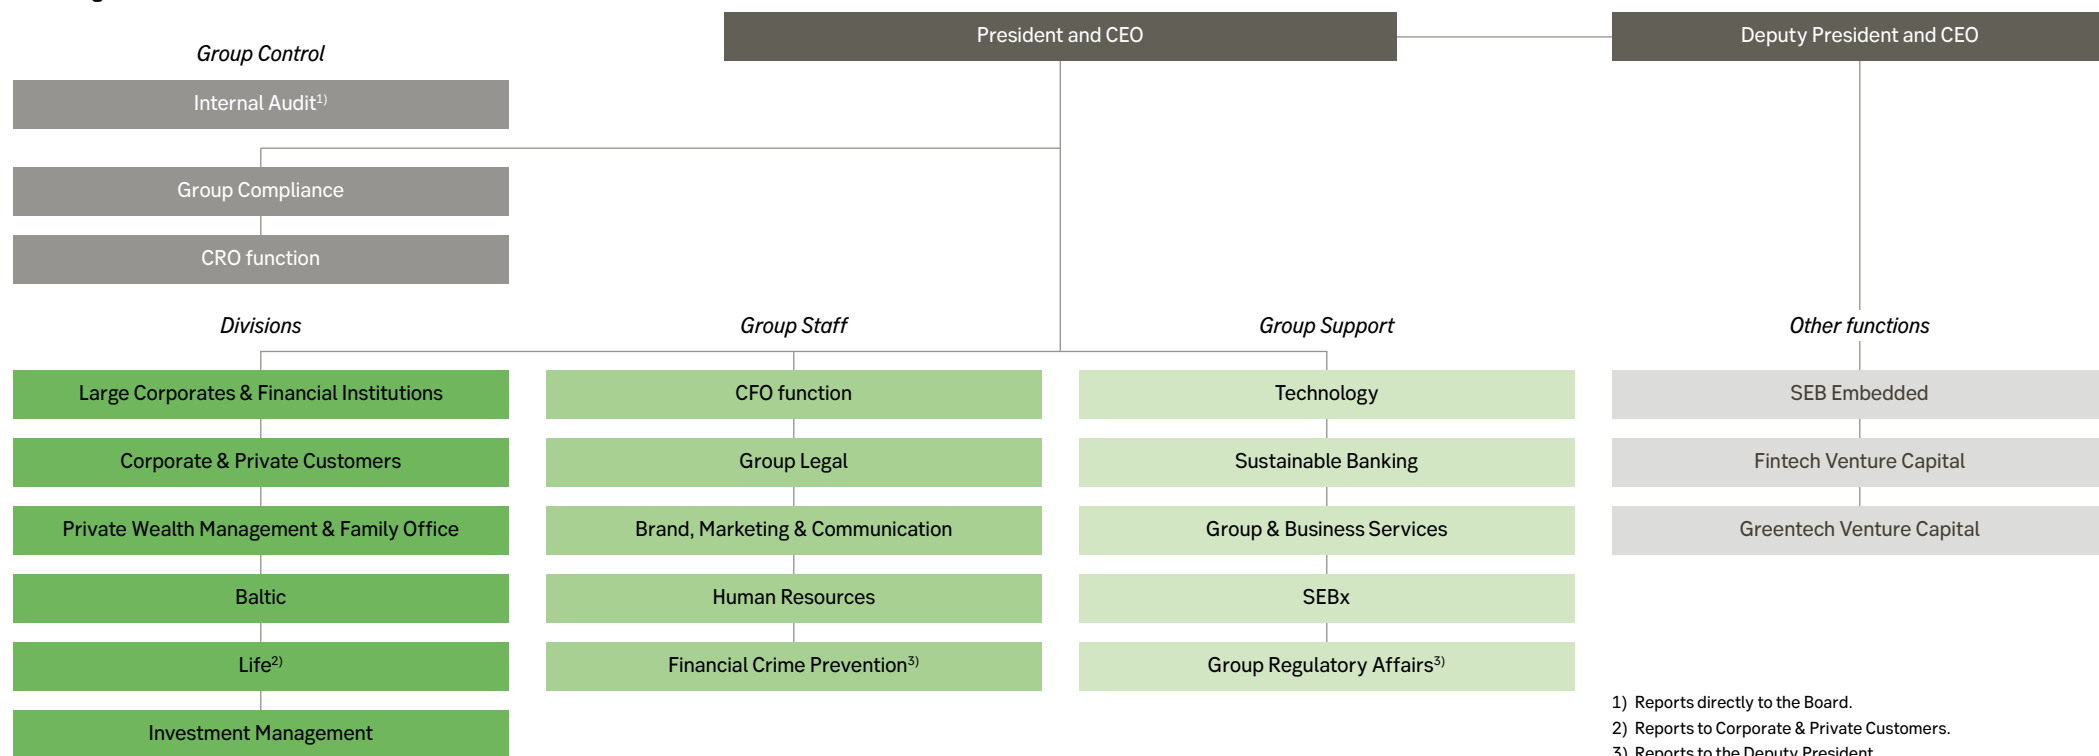 President and CEO
Deputy President and CEO
Group Control
Internal Audit1)
Group Compliance
CRO function
Divisions
Large Corporates & Financial Institutions
Corporate & Private Customers
Private Wealth Management & Family Office
Baltic
Life2)
Investment Management
Group Staff
CFO function
Group Legal
Brand, Marketing & Communication
Human Resources
Financial Crime Prevention3)
Group Support
Technology
Sustainable Banking
Group & Business Services
SEBx
Group Regulatory Affairs3)
Other functions
SEB Embedded
Fintech Venture Capital
Greentech Venture Capital
1) Reports directly to the Board.
2) Reports to Corporate & Private Customers.
3) Reports to the Deputy President